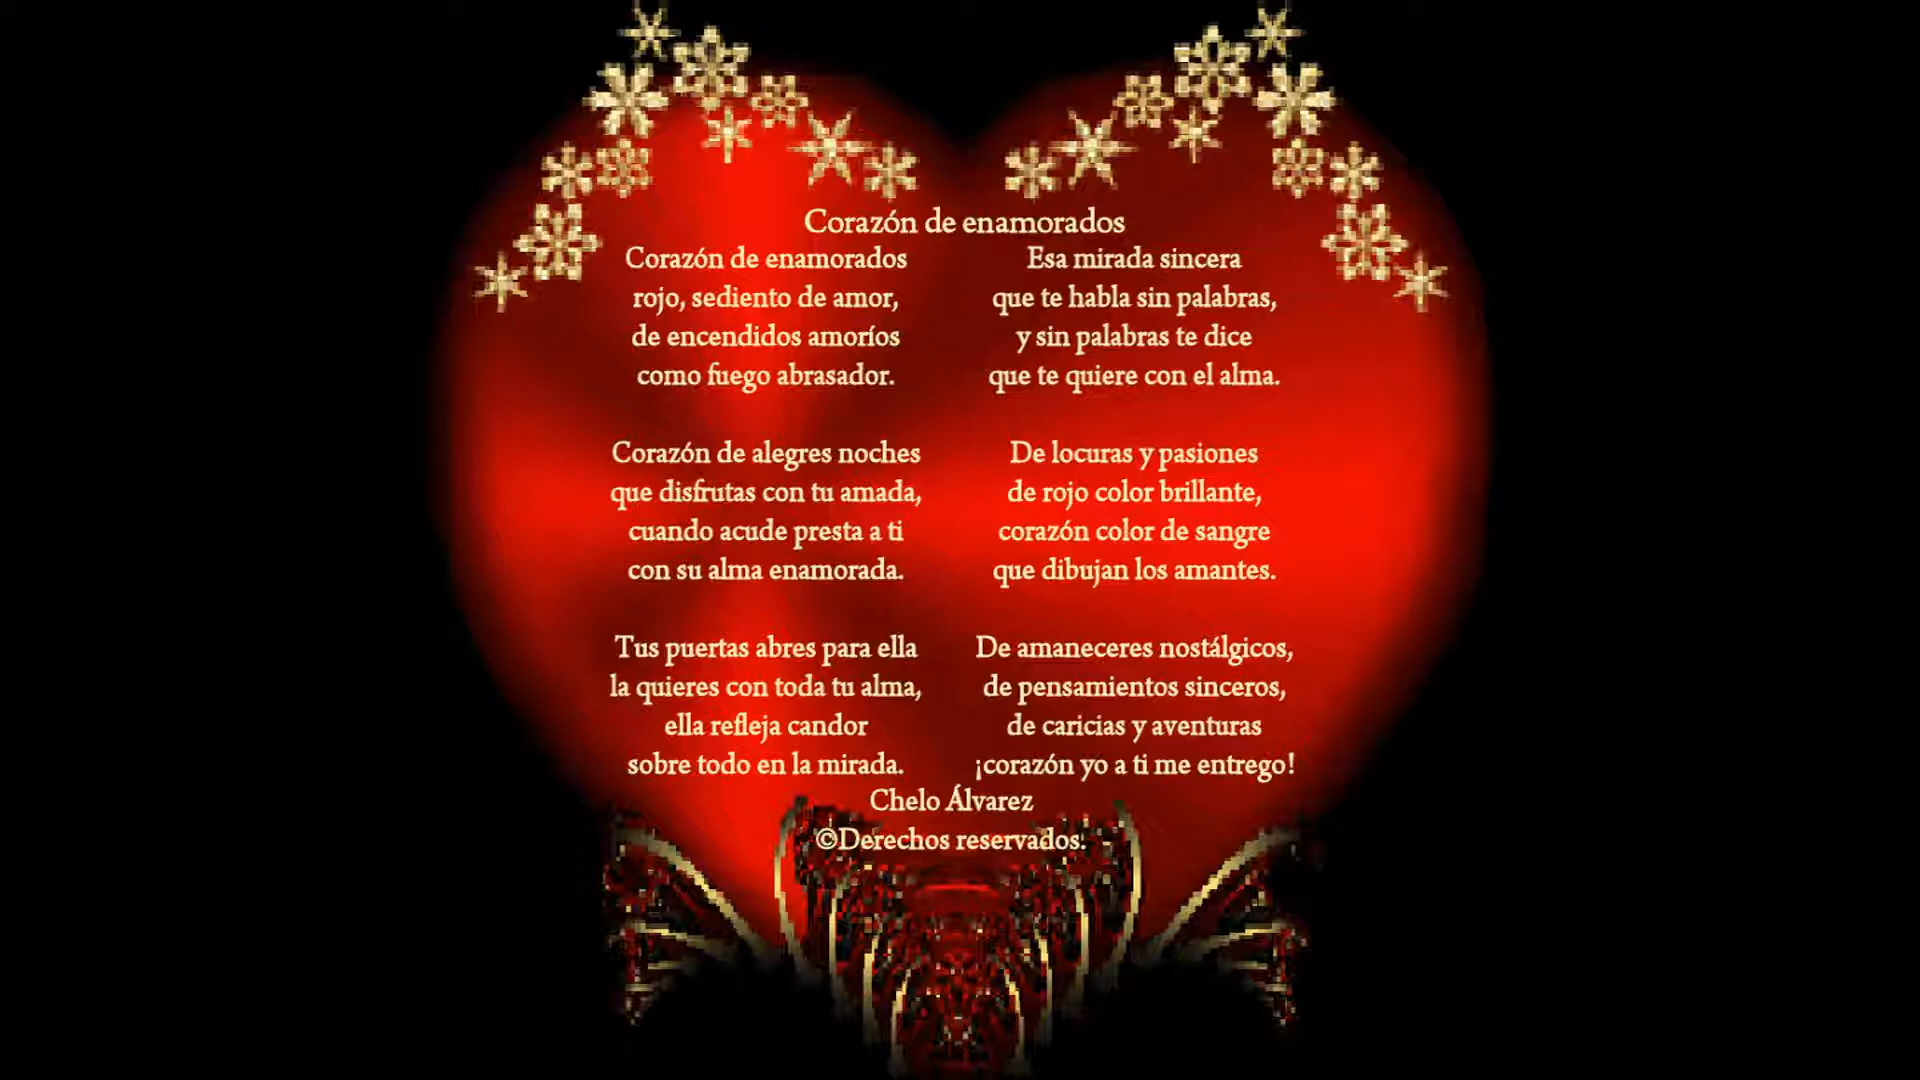 Corazón de enamorados
Corazón de enamorados
rojo, sediento de amor,
de encendidos amoríos
como fuego abrasador.
Corazón de alegres noches
que disfrutas con tu amada,
cuando acude presta a ti
con su alma enamorada.
Tus puertas abres para ella
la quieres con toda tu alma,
ella refleja candor
sobre todo en la mirada.
Esa mirada sincera
que te habla sin palabras,
y sin palabras te dice
que te quiere con el alma.
De locuras y pasiones
de rojo color brillante,
corazón color de sangre
que dibujan los amantes.
De amaneceres nostálgicos,
de pensamientos sinceros,
de caricias y aventuras
¡corazón yo a ti me entrego!
Chelo Álvarez
©Derechos reservados.